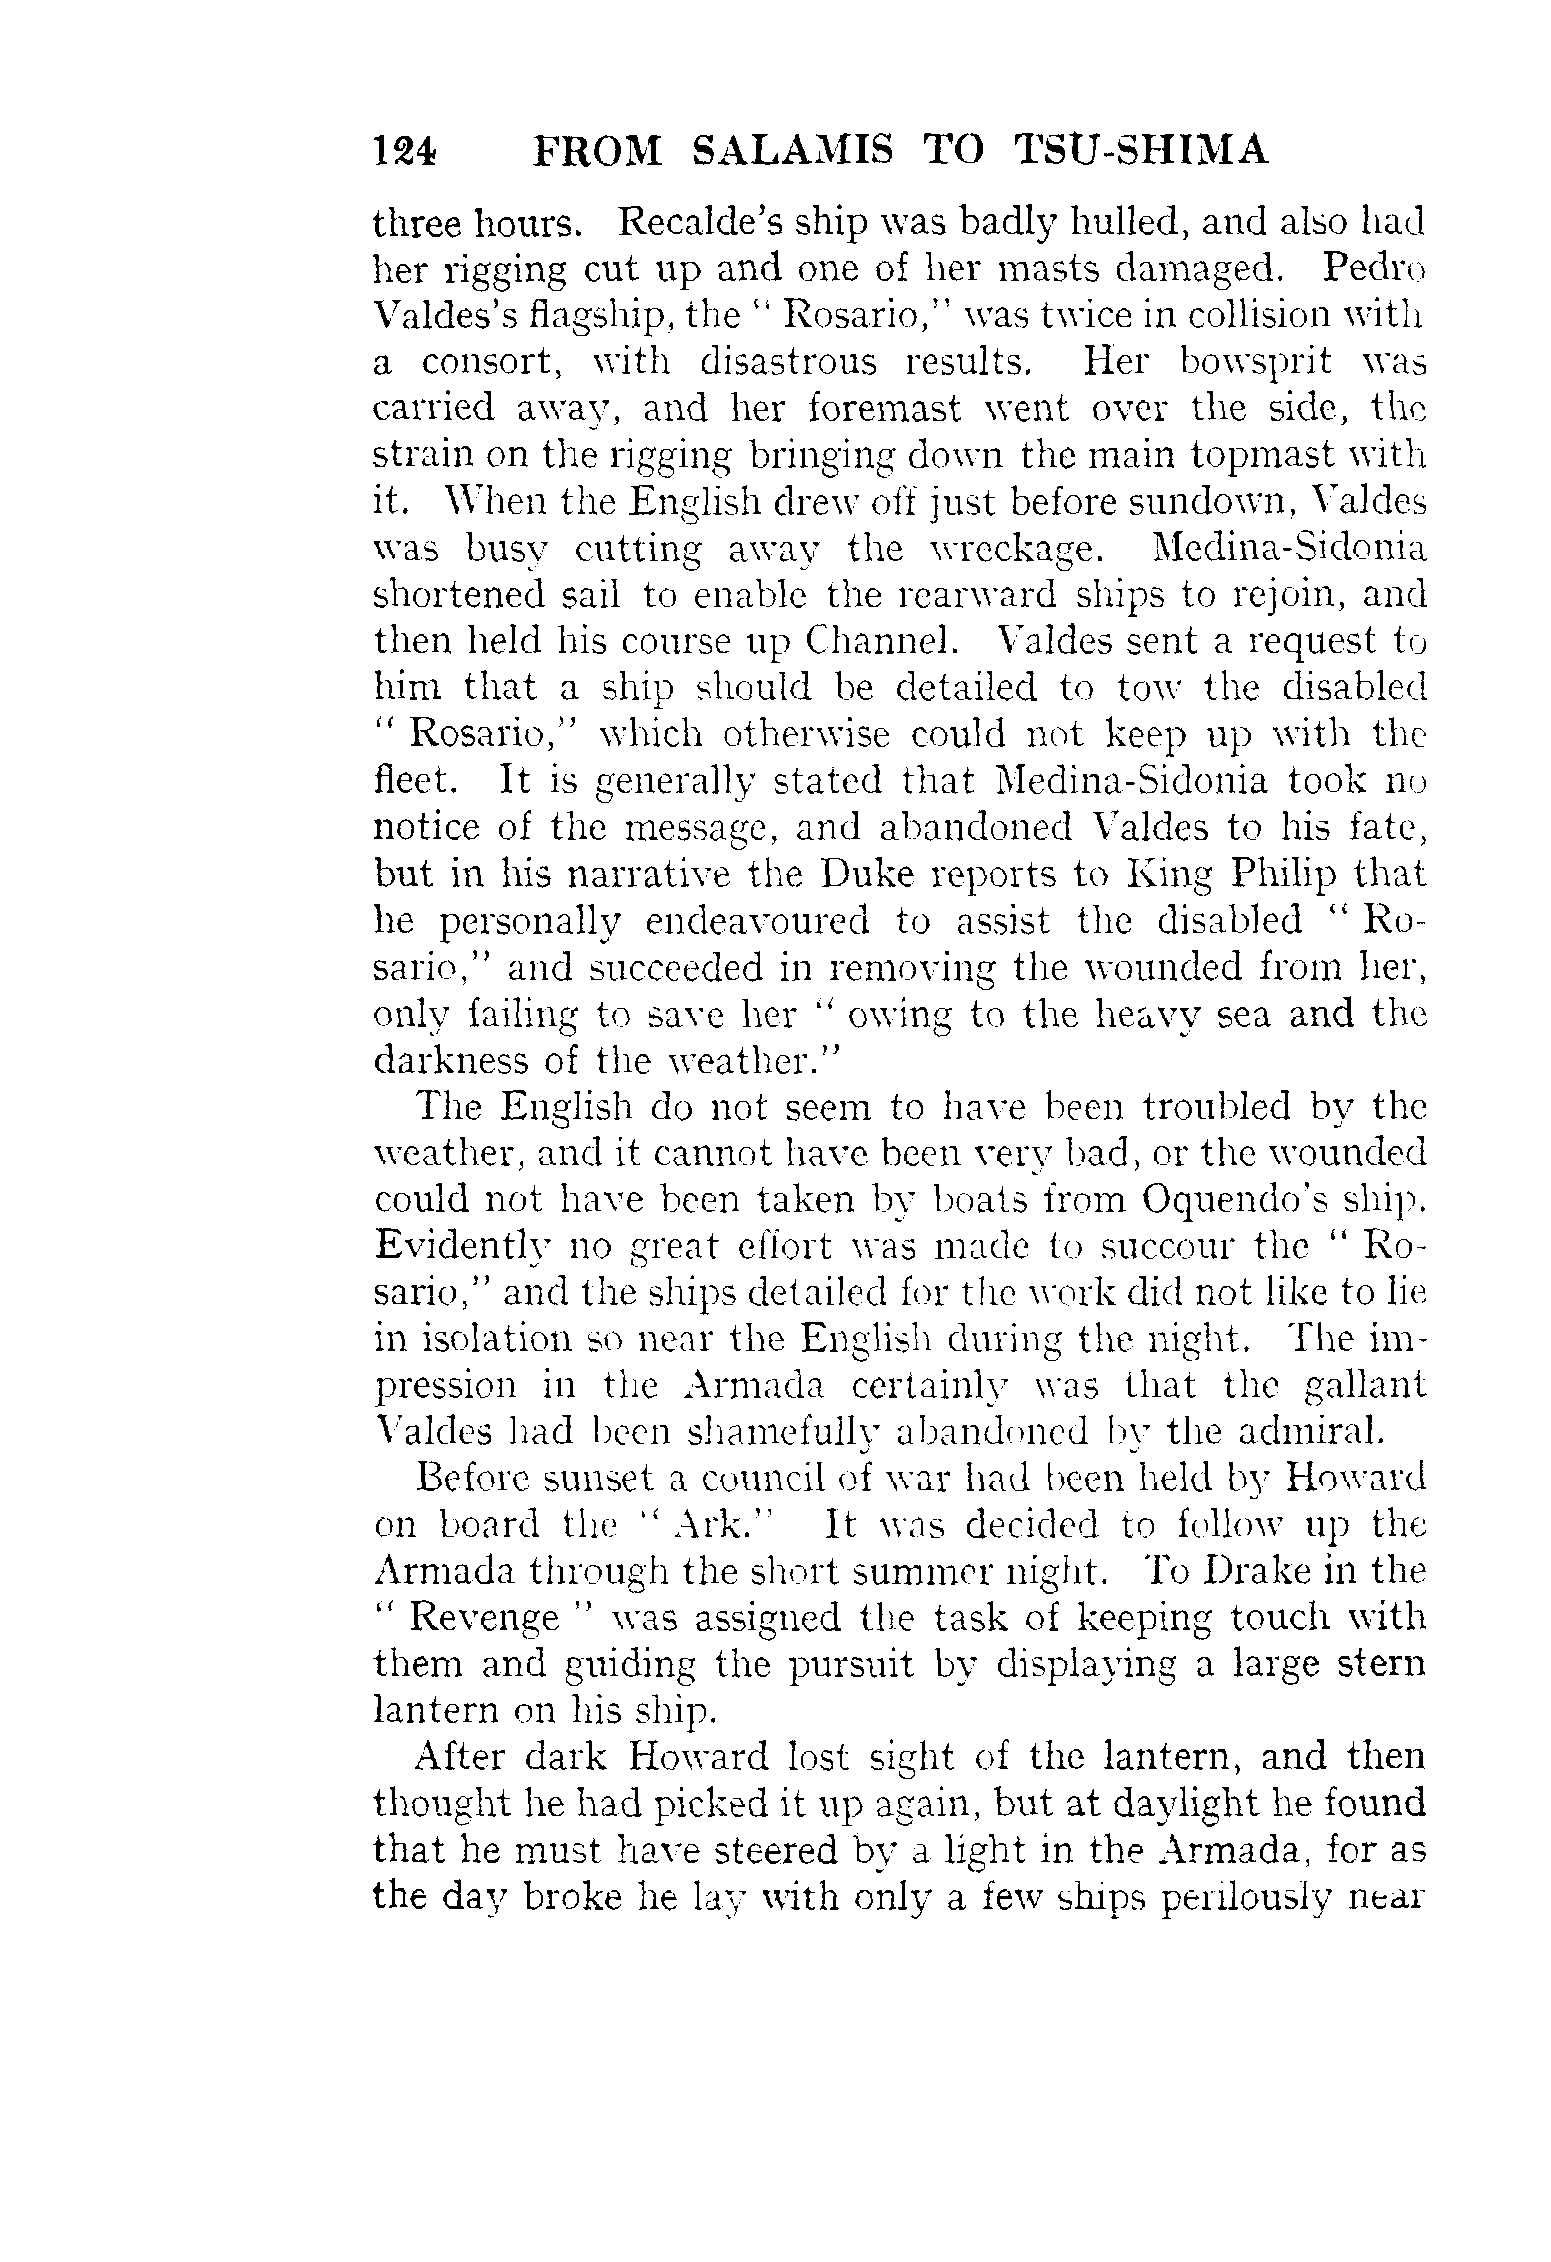 124 FROM SALAMIS TO TSU-SHIMA
three hours. Recalde's ship was badly hulled, and also had
her rigging cut up and one of her masts damaged. Pedro
Valdes's flagship, the " Rosario," was twice in collision with
a consort, with disastrous results. Her bowsprit was
carried away, and her foremast went over the side, the
strain on the rigging bringing down the main topmast with
it. When the English drew off just before sundown, Valdes
was busy cutting away the wreckage. Medina-Sidonia
shortened sail to enable the rearward ships to rejoin, and
then held his course up Channel. Valdes sent a request to
him that a ship should be detailed to tow the disabled
" Rosario," which otherwise could not keep up with the
fleet. It is generally stated that Medina-Sidonia took no
notice of the message, and abandoned Valdes to his fate,
but in his narrative the Duke reports to King Philip that
he personally endeavoured to assist the disabled " Ro-
sario," and succeeded in removing the wounded from her,
only failing to save her " owing to the heavy sea and the
darkness of the weather."
The English do not seem to have been troubled by the
weather, and it cannot have been very bad, or the wounded
could not have been taken by boats from Oquendo's ship.
Evidently no great effort was made to succour the " Ro-
sario," and the ships detailed for the work did not like to lie
in isolation so near the English during the night. The im-
pression in the Armada certainly was that the gallant
Valdes had been shamefully abandoned by the admiral.
Before sunset a council of war had been held by Howard
on board the " Ark." It was decided to follow up the
Armada through the short summer night. To Drake in the
" Revenge " was assigned the task of keeping touch with
them and guiding the pursuit by displaying a large stern
lantern on his ship.
After dark Howard lost sight of the lantern, and then
thought he had picked it up again, but at daylight he found
that he must have steered by a light in the Armada, for as
the day broke he lay with only a few ships perilously near